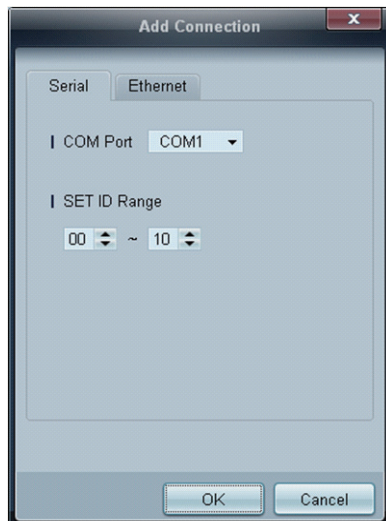 Add Connection
Serial Ethernet
COM Port COM1
SET ID Range
00 ~ 10
OK Cancel